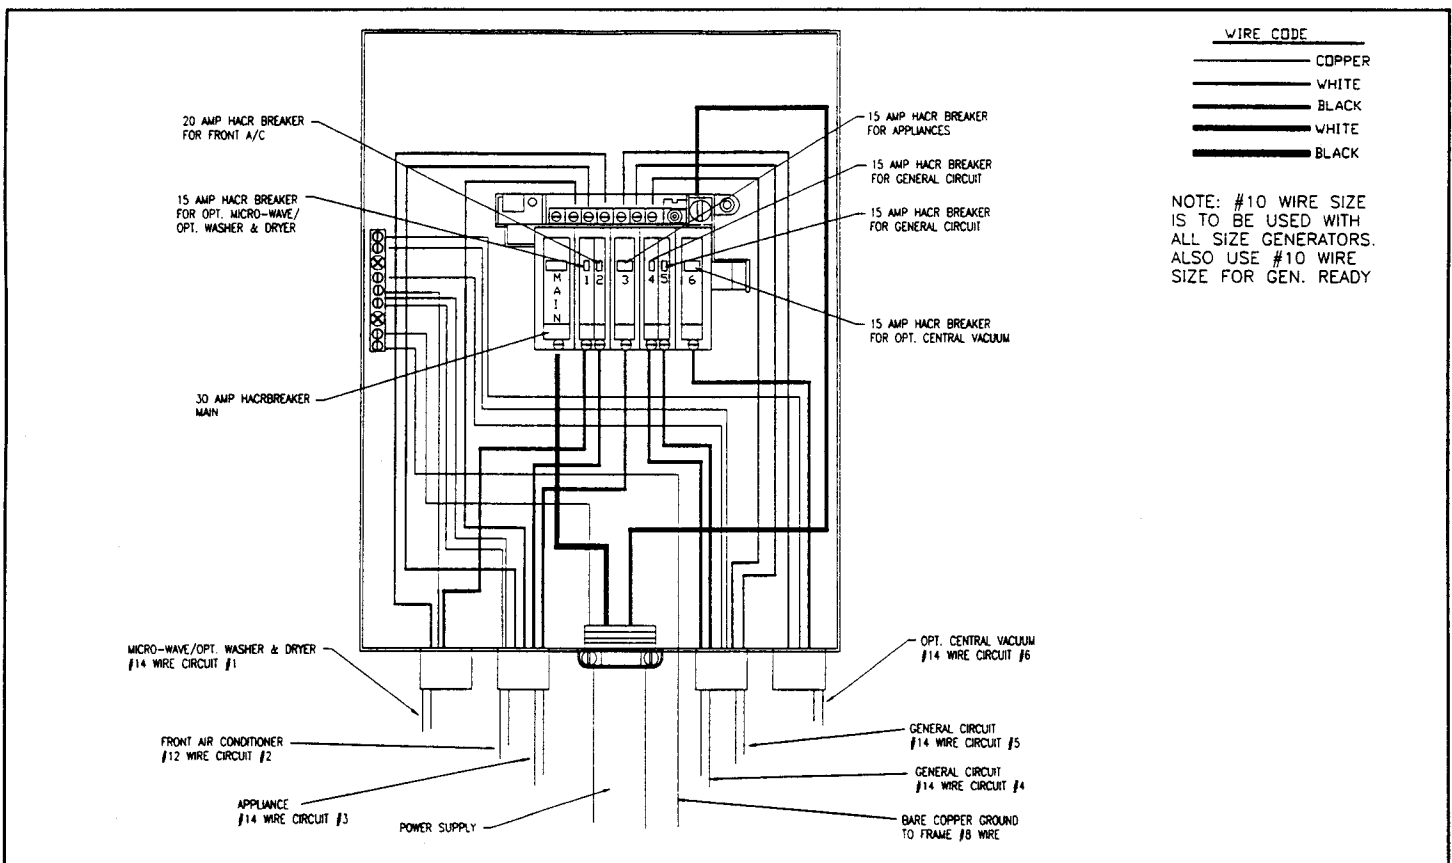 WIRE CODE
COPPER
WHITE
BLACK
WHITE
BLACK
NOTE: #10 WIRE SIZE
IS TO BE USED WITH
ALL SIZE GENERATORS.
ALSO USE #10 WIRE
SIZE FOR GEN. READY
20 AMP HACR BREAKER
FOR FRONT A/C
15 AMP HACR BREAKER
FOR OPT. MICRO-WAVE/
OPT. WASHER & DRYER
30 AMP HACRBREAKER
MAIN
15 AMP HACR BREAKER
FOR APPLIANCES
15 AMP HACR BREAKER
FOR GENERAL CIRCUIT
15 AMP HACR BREAKER
FOR GENERAL CIRCUIT
15 AMP HACR BREAKER
FOR OPT. CENTRAL VACUUM
MAIN
1 2 3 4 5 6
MICRO-WAVE/OPT. WASHER & DRYER
#14 WIRE CIRCUIT #1
FRONT AIR CONDITIONER
#12 WIRE CIRCUIT #2
APPLIANCE
#14 WIRE CIRCUIT #3
POWER SUPPLY
OPT. CENTRAL VACUUM
#14 WIRE CIRCUIT #6
GENERAL CIRCUIT
#14 WIRE CIRCUIT #5
GENERAL CIRCUIT
#14 WIRE CIRCUIT #4
BARE COPPER GROUND
TO FRAME #8 WIRE